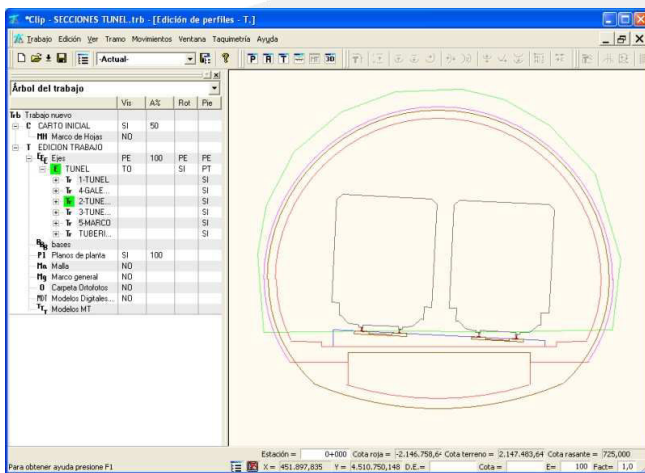 *Clip - SECCIONES TUNEL.trb - [Edición de perfiles - T.]
Trabajo Edición Ver Tramo Movimientos Ventana Taquimetría Ayuda
-Actual-
P R T 3D
Árbol del trabajo
Vis A% Rot Pie
Trb Trabajo nuevo
C CARTO INICIAL SI 50
MH Marco de Hojas NO
T EDICION TRABAJO
Ejes PE 100 PE PE
E TUNEL TO SI PT
Tr 1-TUNEL SI
Tr 4-GALE... SI
Tr 2-TUNE... SI
Tr 3-TUNE... SI
Tr 5-MARCO SI
Tr TUBERI... SI
bases
Pl Planos de planta SI 100
Mn Malla NO
Mg Marco general NO
O Carpeta Ortofotos NO
MDT Modelos Digitales... NO
Modelos MT
Estación = 0+000 Cota roja = -2.146.758,6 Cota terreno = 2.147.483,64 Cota rasante = 725,000
Para obtener ayuda presione F1 X = 451.897,835 Y = 4.510.750,148 D.E.= Cota = E= 100 Fact= 1,0